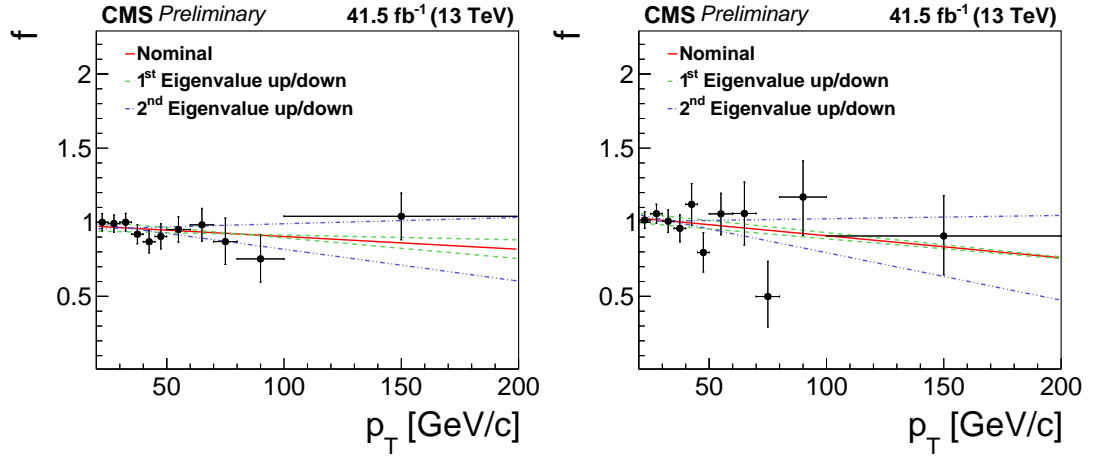 CMS Preliminary 41.5 fb⁻¹ (13 TeV)
f
Nominal
1st Eigenvalue up/down
2nd Eigenvalue up/down
2
1.5
1
0.5
50 100 150 200
p_T [GeV/c]
CMS Preliminary 41.5 fb⁻¹ (13 TeV)
f
Nominal
1st Eigenvalue up/down
2nd Eigenvalue up/down
2
1.5
1
0.5
50 100 150 200
p_T [GeV/c]